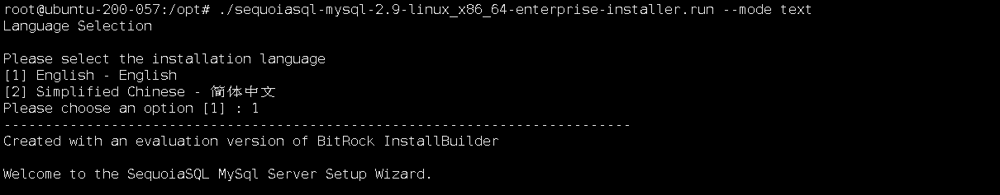 root@ubuntu-200-057:/opt# ./sequoiasql-mysql-2.9-linux_x86_64-enterprise-installer.run --mode text
Language Selection
Please select the installation language
[1] English - English
[2] Simplified Chinese - 简体中文
Please choose an option [1] : 1
----------------------------------------------------------------------------
Created with an evaluation version of BitRock InstallBuilder
Welcome to the SequoiaSQL MySql Server Setup Wizard.